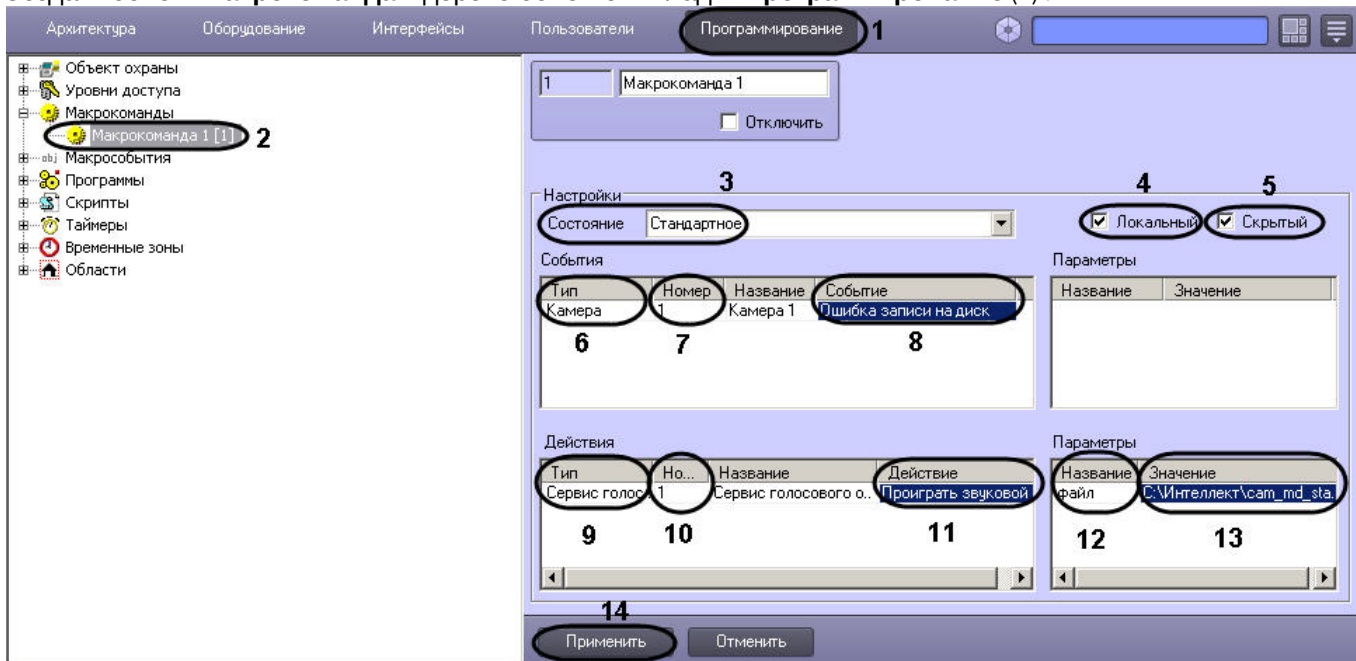 Архитектура Оборудование Интерфейсы Пользователи Программирование 1
Объект охраны
Уровни доступа
Макрокоманды
Макрокоманда 1 [1] 2
obj Макрособытия
Программы
Скрипты
Таймеры
Временные зоны
Области
1 Макрокоманда 1
Отключить
Настройки 3 4 5
Состояние Стандартное Локальный Скрытый
События Параметры
Тип Номер Название Событие Название Значение
Камера 1 Камера 1 Ошибка записи на диск
6 7 8
Действия Параметры
Тип Но... Название Действие Название Значение
Сервис голос 1 Сервис голосового о.. Проиграть звуковой файл C:\Интеллект\cam_md_sta.
9 10 11 12 13
14
Применить Отменить